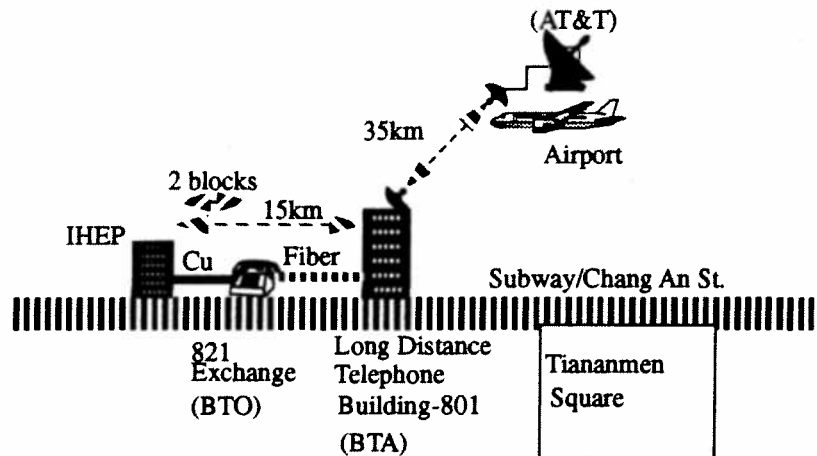 (AT&T)
35km
Airport
2 blocks
15km
IHEP
Cu
Fiber
Subway/Chang An St.
821
Exchange
(BTO)
Long Distance
Telephone
Building-801
(BTA)
Tiananmen
Square